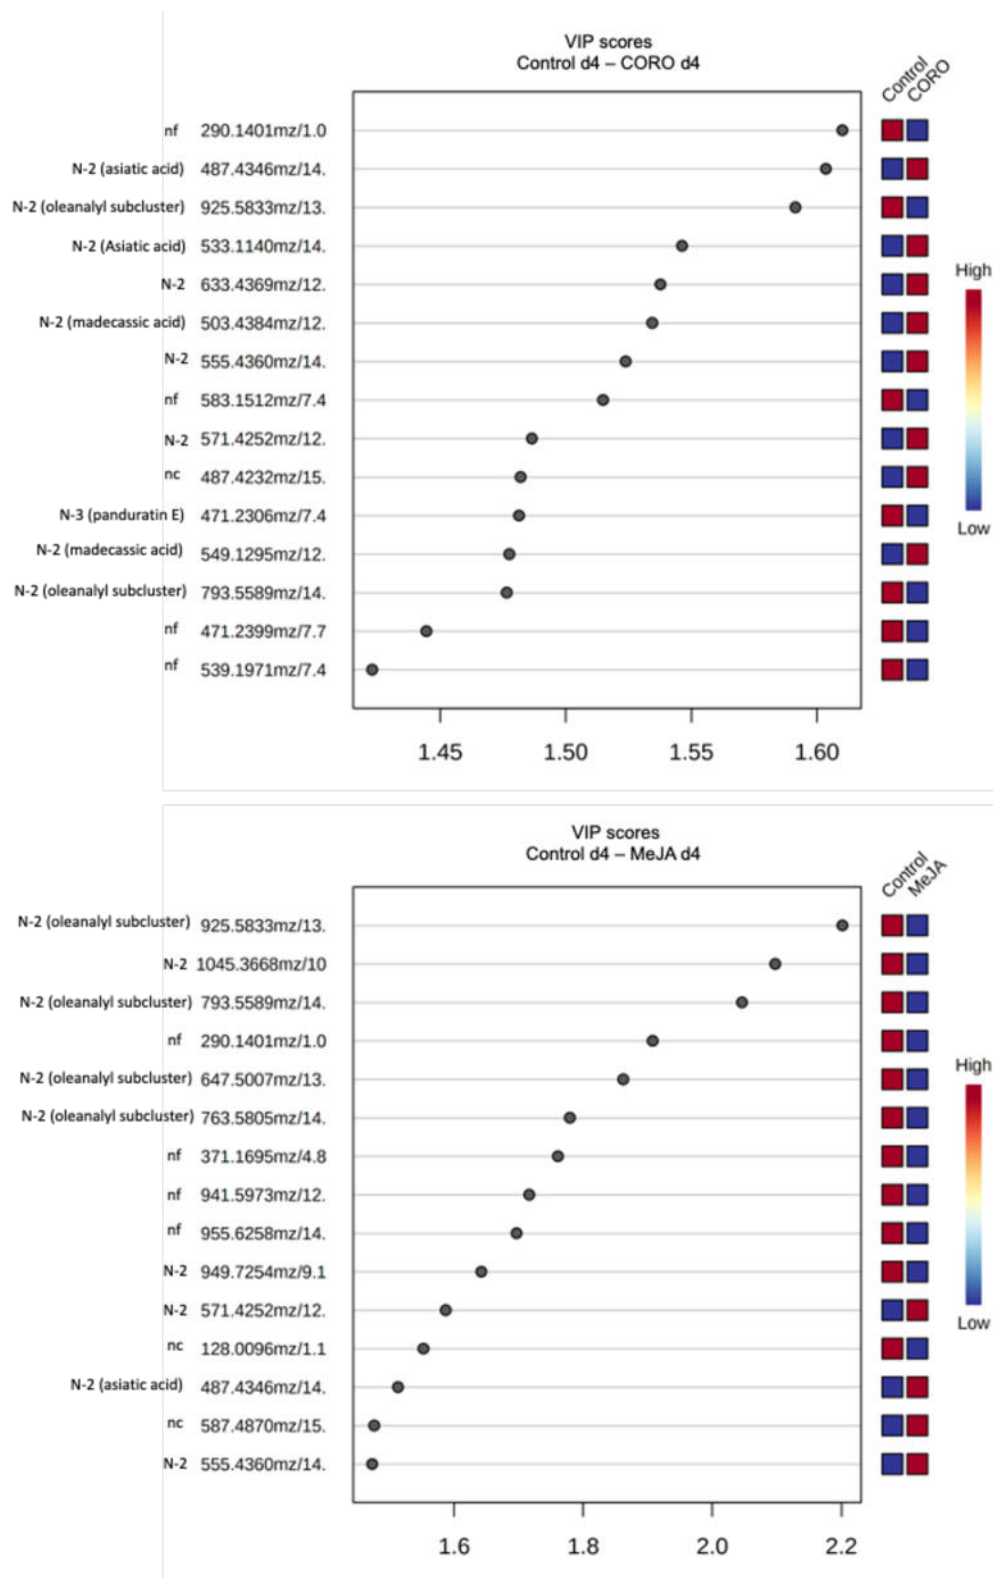 VIP scores
Control d4 – CORO d4
Control
CORO
nf 290.1401mz/1.0
N-2 (asiatic acid) 487.4346mz/14.
N-2 (oleanalyl subcluster) 925.5833mz/13.
N-2 (Asiatic acid) 533.1140mz/14.
N-2 633.4369mz/12.
N-2 (madecassic acid) 503.4384mz/12.
N-2 555.4360mz/14.
nf 583.1512mz/7.4
N-2 571.4252mz/12.
nc 487.4232mz/15.
N-3 (panduratin E) 471.2306mz/7.4
N-2 (madecassic acid) 549.1295mz/12.
N-2 (oleanalyl subcluster) 793.5589mz/14.
nf 471.2399mz/7.7
nf 539.1971mz/7.4
High
Low
1.45 1.50 1.55 1.60
VIP scores
Control d4 – MeJA d4
Control
MeJA
N-2 (oleanalyl subcluster) 925.5833mz/13.
N-2 1045.3668mz/10
N-2 (oleanalyl subcluster) 793.5589mz/14.
nf 290.1401mz/1.0
N-2 (oleanalyl subcluster) 647.5007mz/13.
N-2 (oleanalyl subcluster) 763.5805mz/14.
nf 371.1695mz/4.8
nf 941.5973mz/12.
nf 955.6258mz/14.
N-2 949.7254mz/9.1
N-2 571.4252mz/12.
nc 128.0096mz/1.1
N-2 (asiatic acid) 487.4346mz/14.
nc 587.4870mz/15.
N-2 555.4360mz/14.
High
Low
1.6 1.8 2.0 2.2